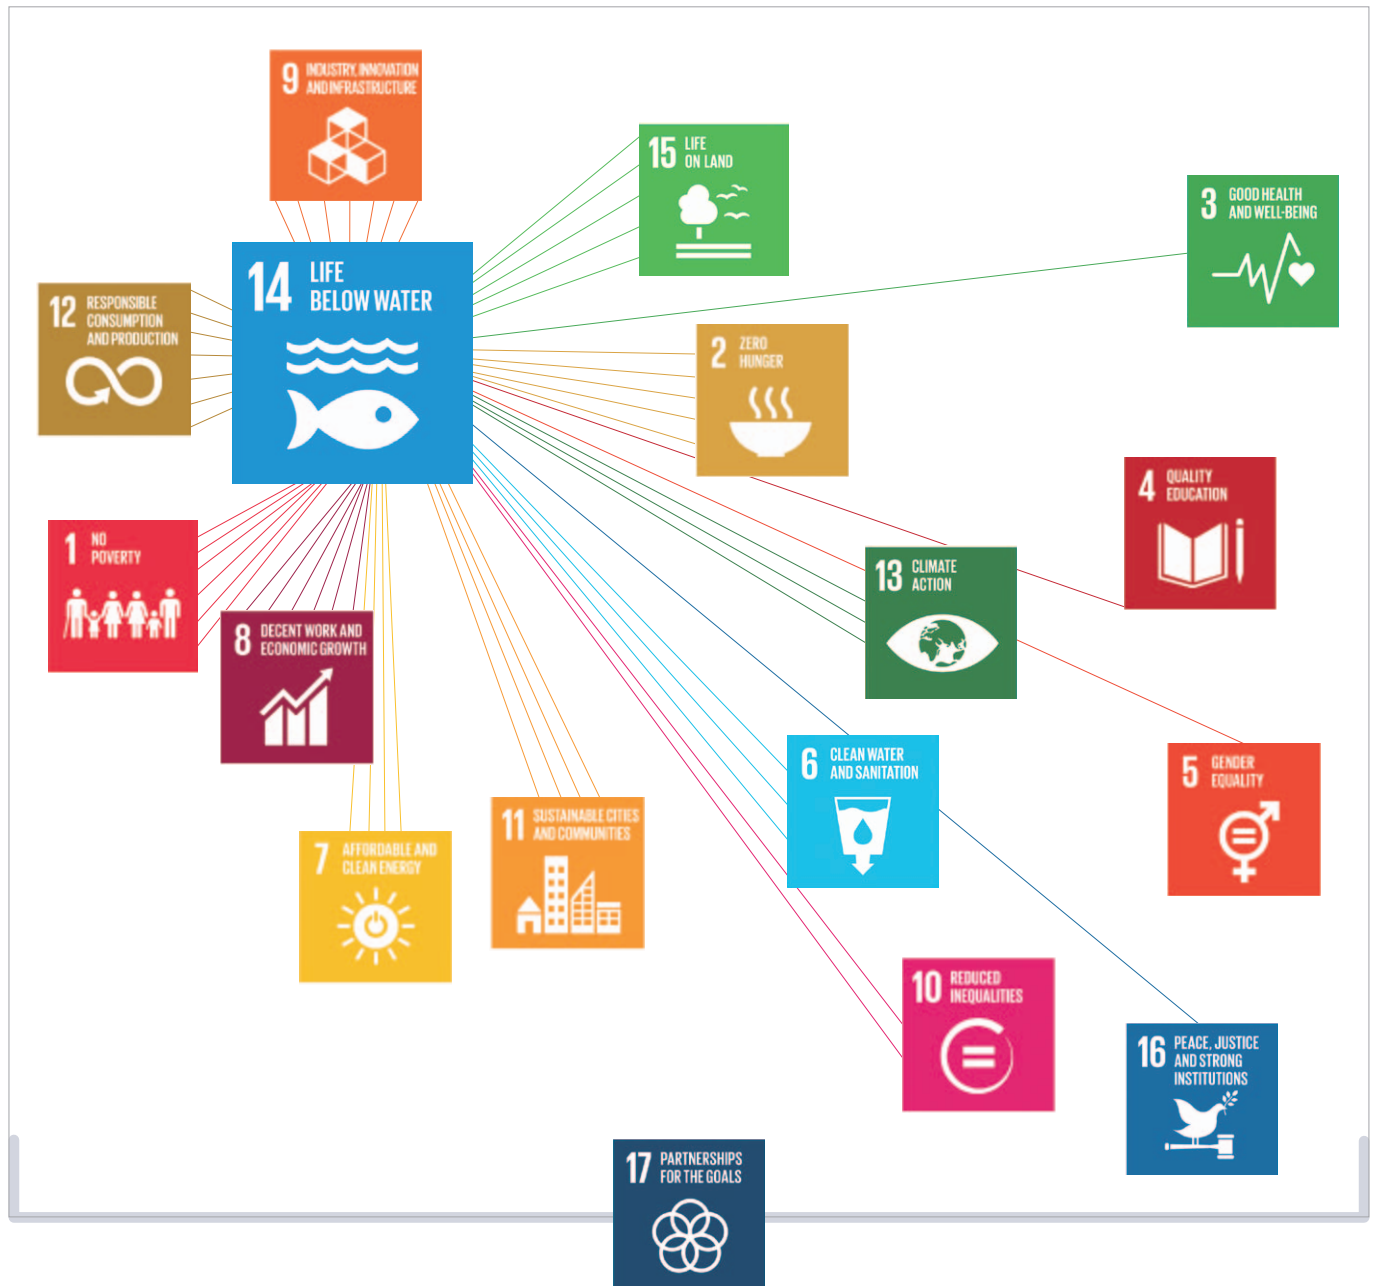 9 INDUSTRY, INNOVATION
AND INFRASTRUCTURE
15 LIFE
ON LAND
3 GOOD HEALTH
AND WELL-BEING
14 LIFE
BELOW WATER
12 RESPONSIBLE
CONSUMPTION
AND PRODUCTION
2 ZERO
HUNGER
4 QUALITY
EDUCATION
1 NO
POVERTY
13 CLIMATE
ACTION
8 DECENT WORK AND
ECONOMIC GROWTH
6 CLEAN WATER
AND SANITATION
5 GENDER
EQUALITY
7 AFFORDABLE AND
CLEAN ENERGY
11 SUSTAINABLE CITIES
AND COMMUNITIES
10 REDUCED
INEQUALITIES
16 PEACE, JUSTICE
AND STRONG
INSTITUTIONS
17 PARTNERSHIPS
FOR THE GOALS